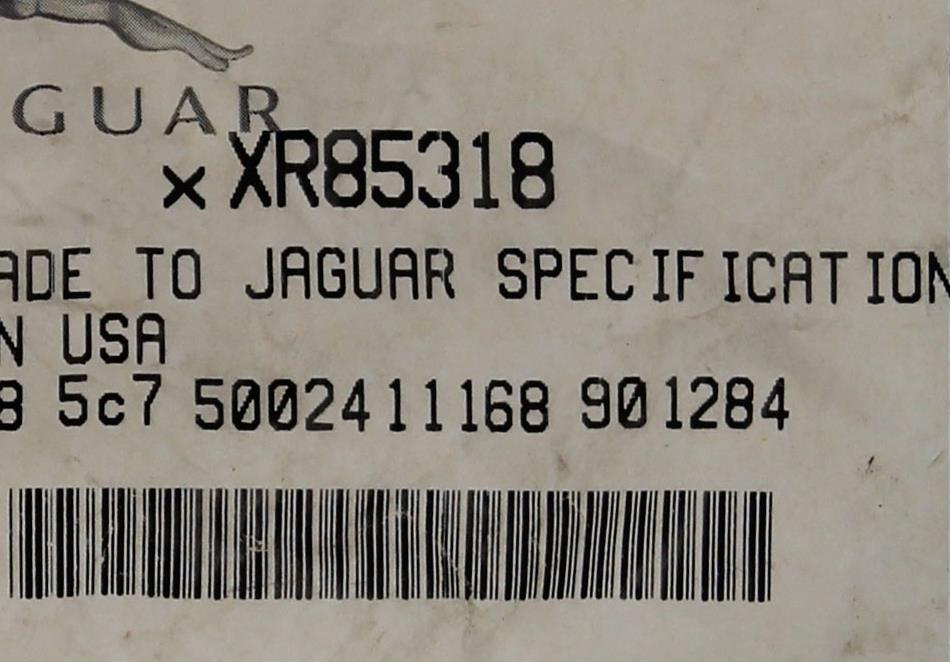 GUAR
x XR85318
ADE TO JAGUAR SPECIFICATION
N USA
8 5c7 5002411168 901284